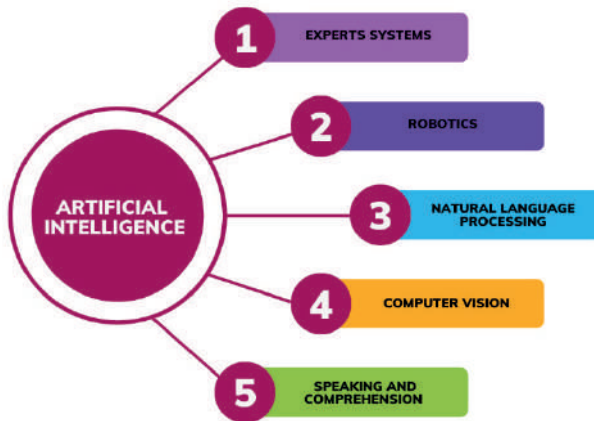 ARTIFICIAL
INTELLIGENCE
1
EXPERTS SYSTEMS
2
ROBOTICS
3
NATURAL LANGUAGE
PROCESSING
4
COMPUTER VISION
5
SPEAKING AND
COMPREHENSION